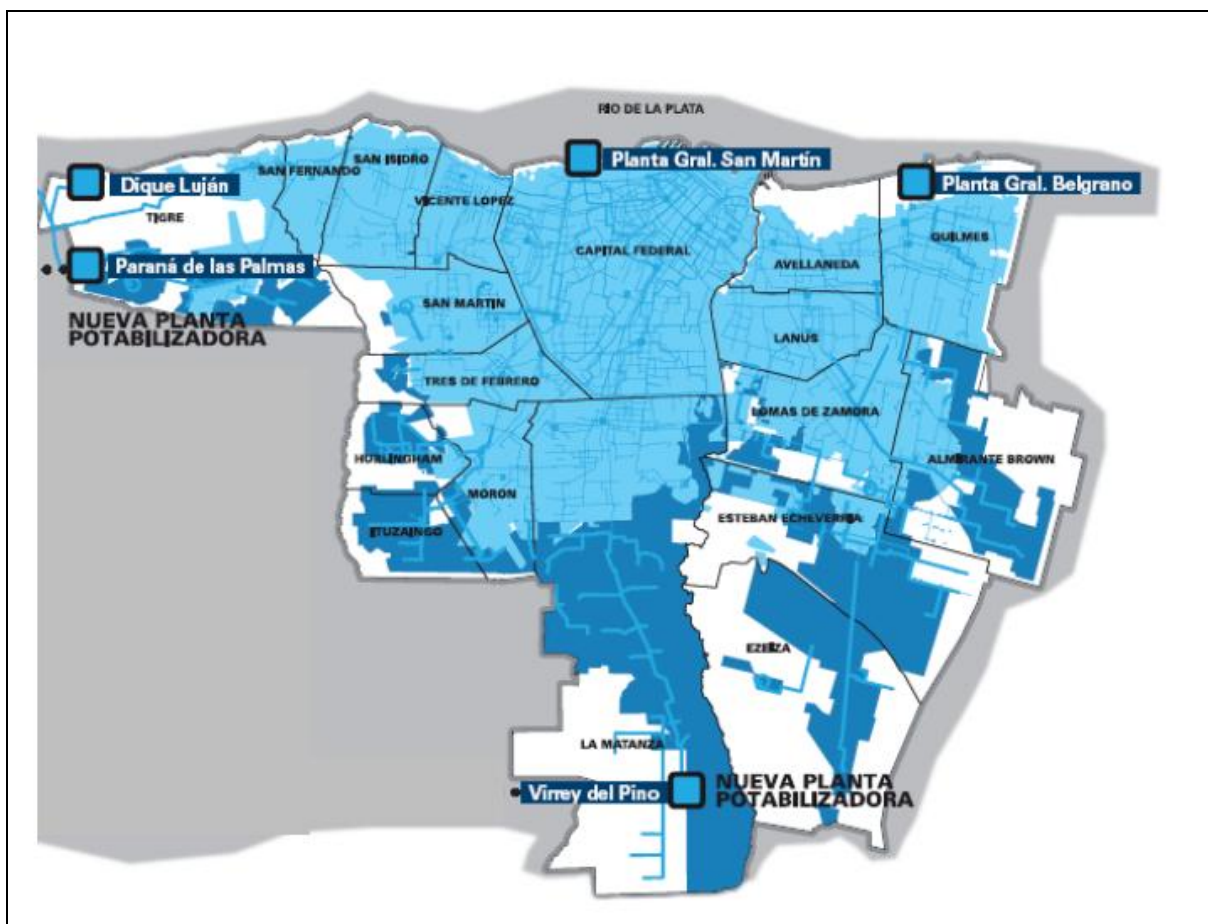 RIO DE LA PLATA
SAN ISIDRO
SAN FERNANDO
Planta Gral. San Martín
Dique Luján
Planta Gral. Belgrano
VICENTE LOPEZ
TIGRE
QUILMES
CAPITAL FEDERAL
AVELLANEDA
Paraná de las Palmas
SAN MARTIN
NUEVA PLANTA
POTABILIZADORA
LANUS
TRES DE FEBRERO
LOMAS DE ZAMORA
HURLINGHAM
ALMIRANTE BROWN
MORON
ESTEBAN ECHEVERRIA
ITUZAINGO
EZEIZA
LA MATANZA
NUEVA PLANTA
POTABILIZADORA
Virrey del Pino